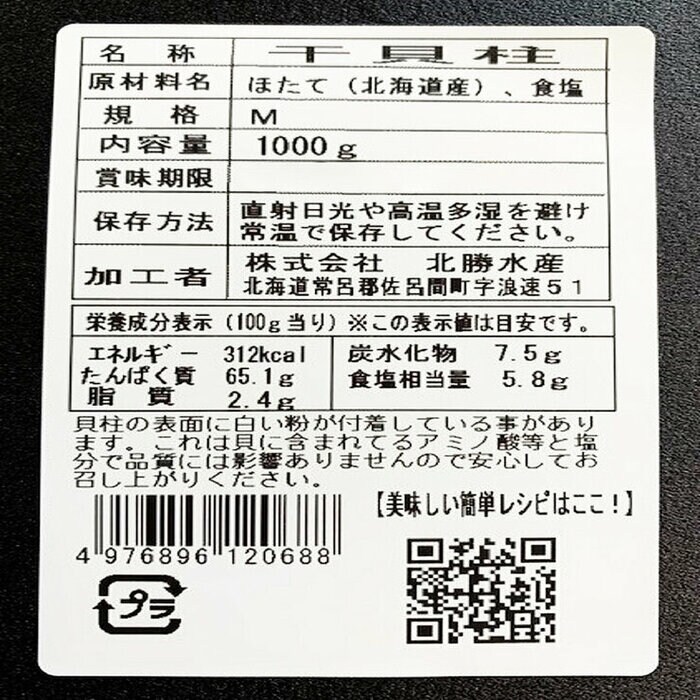 名称 干貝柱
原材料名 ほたて（北海道産）、食塩
規格 M
内容量 1000g
賞味期限
保存方法 直射日光や高温多湿を避け
常温で保存してください。
加工者 株式会社 北勝水産
北海道常呂郡佐呂間町字浪速５１
栄養成分表示（100g当り）※この表示値は目安です。
エネルギー 312kcal 炭水化物 7.5g
たんぱく質 65.1g 食塩相当量 5.8g
脂質 2.4g
貝柱の表面に白い粉が付着している事があり
ます。これは貝に含まれてるアミノ酸等と塩
分で品質には影響ありませんので安心してお
召し上がりください。
【美味しい簡単レシピはここ！】
4 976896 120688
プラ